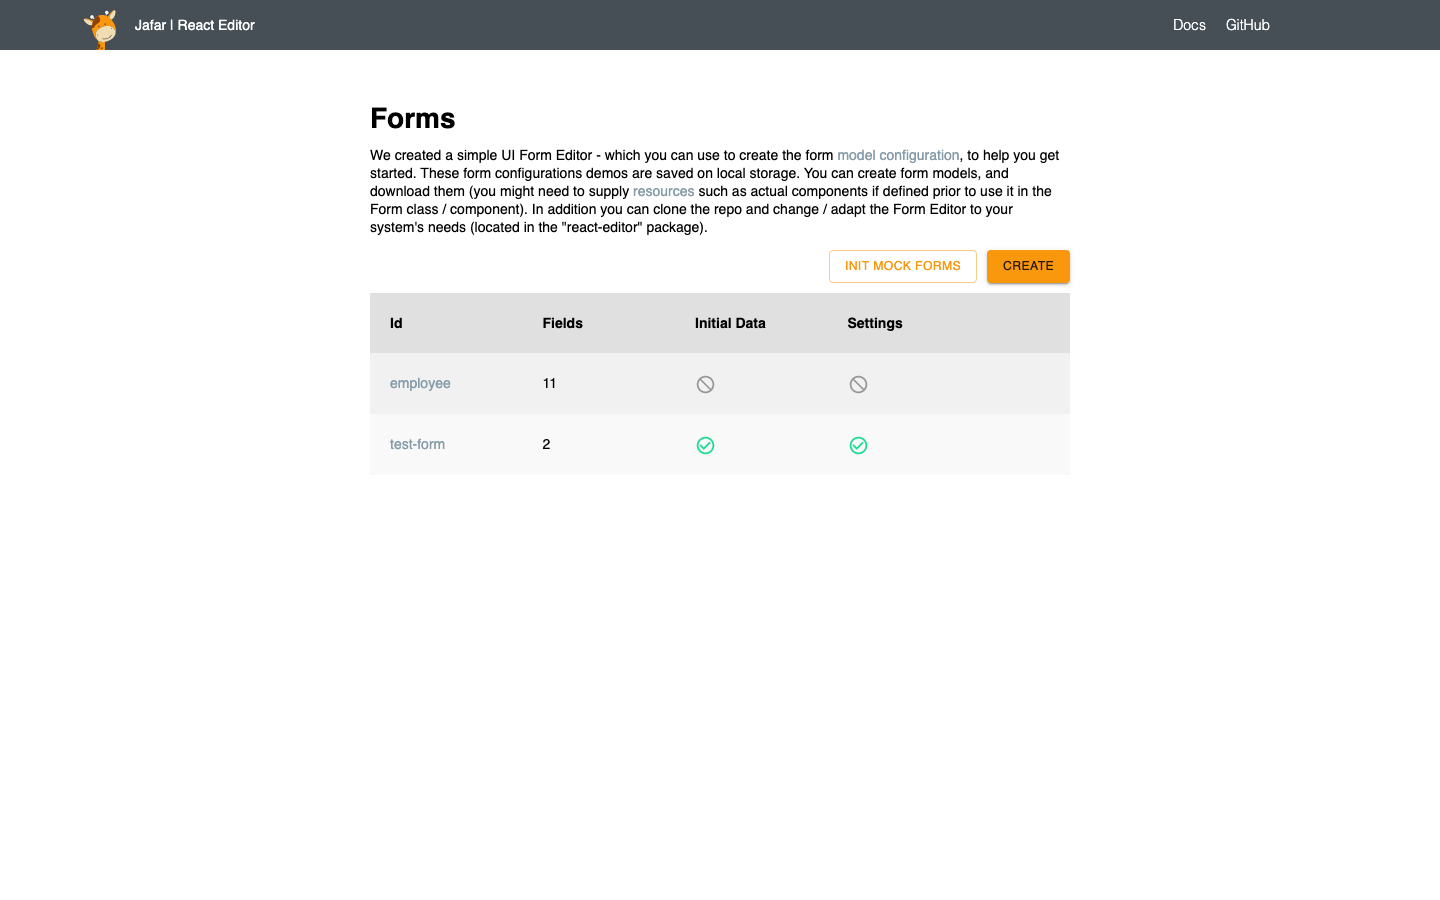 Jafar | React Editor
Docs
GitHub
Forms
We created a simple UI Form Editor - which you can use to create the form model configuration, to help you get
started. These form configurations demos are saved on local storage. You can create form models, and
download them (you might need to supply resources such as actual components if defined prior to use it in the
Form class / component). In addition you can clone the repo and change / adapt the Form Editor to your
system's needs (located in the "react-editor" package).
INIT MOCK FORMS
CREATE
Id Fields Initial Data Settings
employee 11
test-form 2